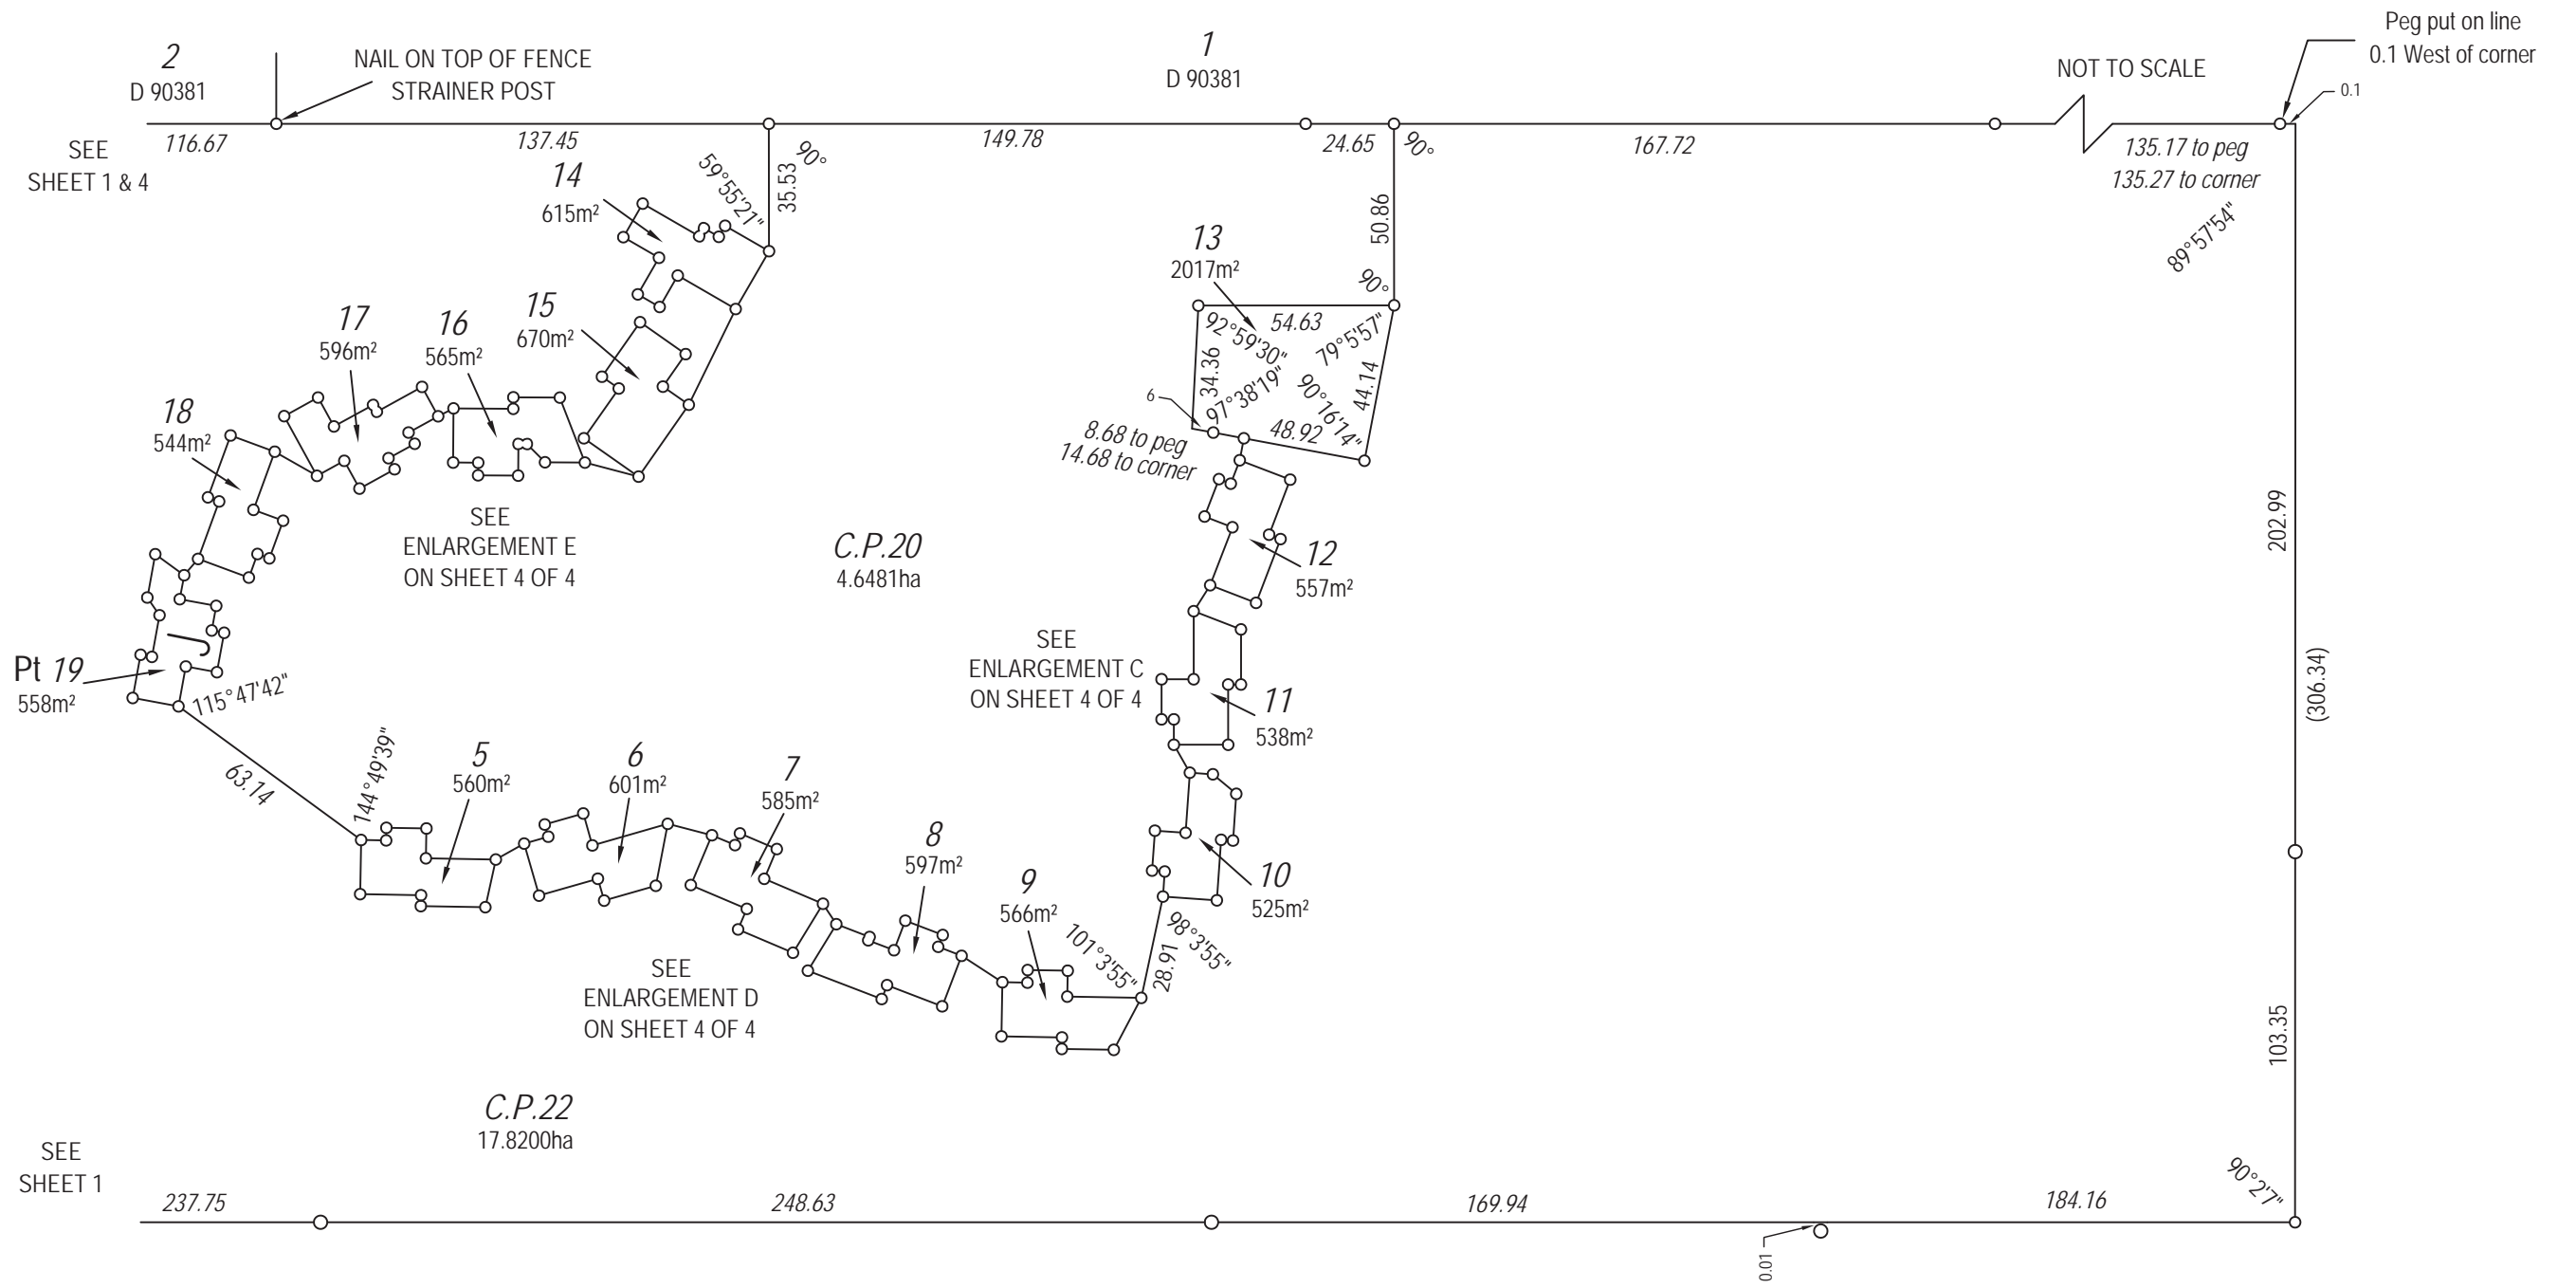 Peg put on line
0.1 West of corner
0.1
1
D 90381
2
D 90381
NAIL ON TOP OF FENCE
STRAINER POST
NOT TO SCALE
SEE
SHEET 1 & 4
116.67
137.45
149.78
24.65
90°
167.72
135.17 to peg
135.27 to corner
89°57'54"
90°
35.53
59°55'21"
50.86
90°
14
615m²
13
2017m²
54.63
92°59'30"
79°5'57"
34.36
97°38'19"
90°16'14"
44.14
48.92
6
8.68 to peg
14.68 to corner
15
670m²
16
565m²
17
596m²
18
544m²
SEE
ENLARGEMENT E
ON SHEET 4 OF 4
C.P.20
4.6481ha
12
557m²
202.99
(306.34)
103.35
SEE
ENLARGEMENT C
ON SHEET 4 OF 4
11
538m²
Pt 19
558m²
115°47'42"
63.14
144°49'39"
5
560m²
6
601m²
7
585m²
8
597m²
9
566m²
10
525m²
101°3'55"
98°3'55"
28.91
SEE
ENLARGEMENT D
ON SHEET 4 OF 4
C.P.22
17.8200ha
SEE
SHEET 1
237.75
248.63
169.94
184.16
90°2'7"
0.01